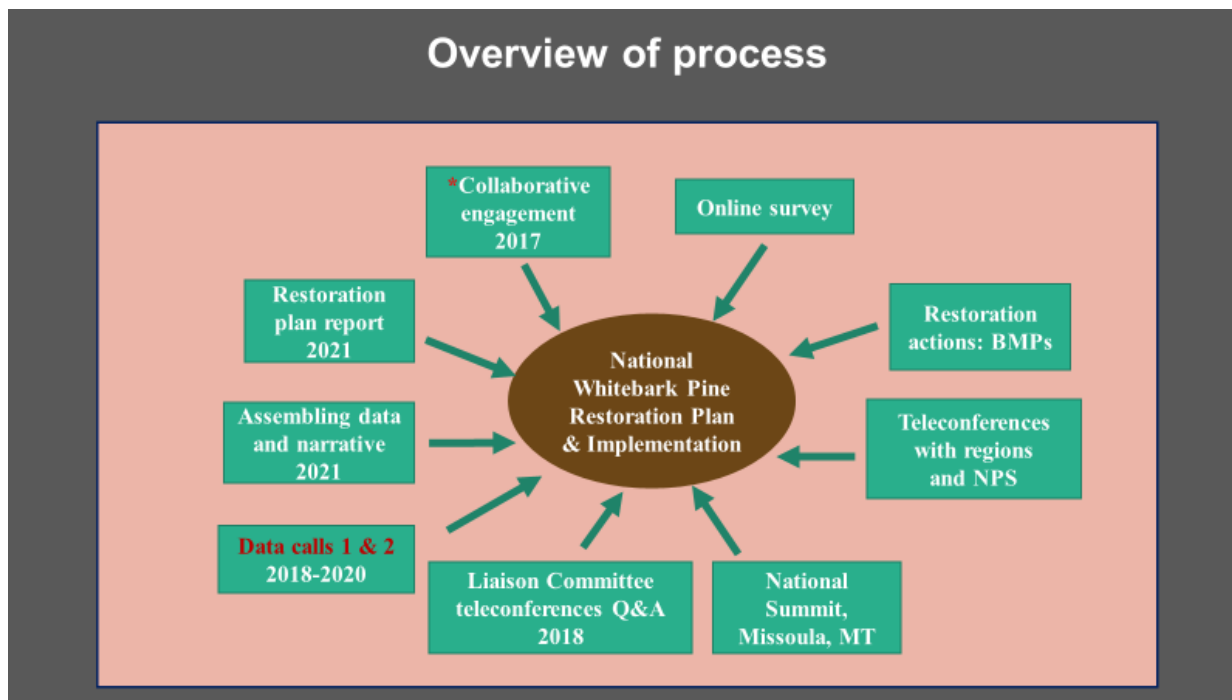 Overview of process
*Collaborative
engagement
2017
Online survey
Restoration
actions: BMPs
Teleconferences
with regions
and NPS
National
Summit,
Missoula, MT
Liaison Committee
teleconferences Q&A
2018
Data calls 1 & 2
2018-2020
Assembling data
and narrative
2021
Restoration
plan report
2021
National
Whitebark Pine
Restoration Plan
& Implementation